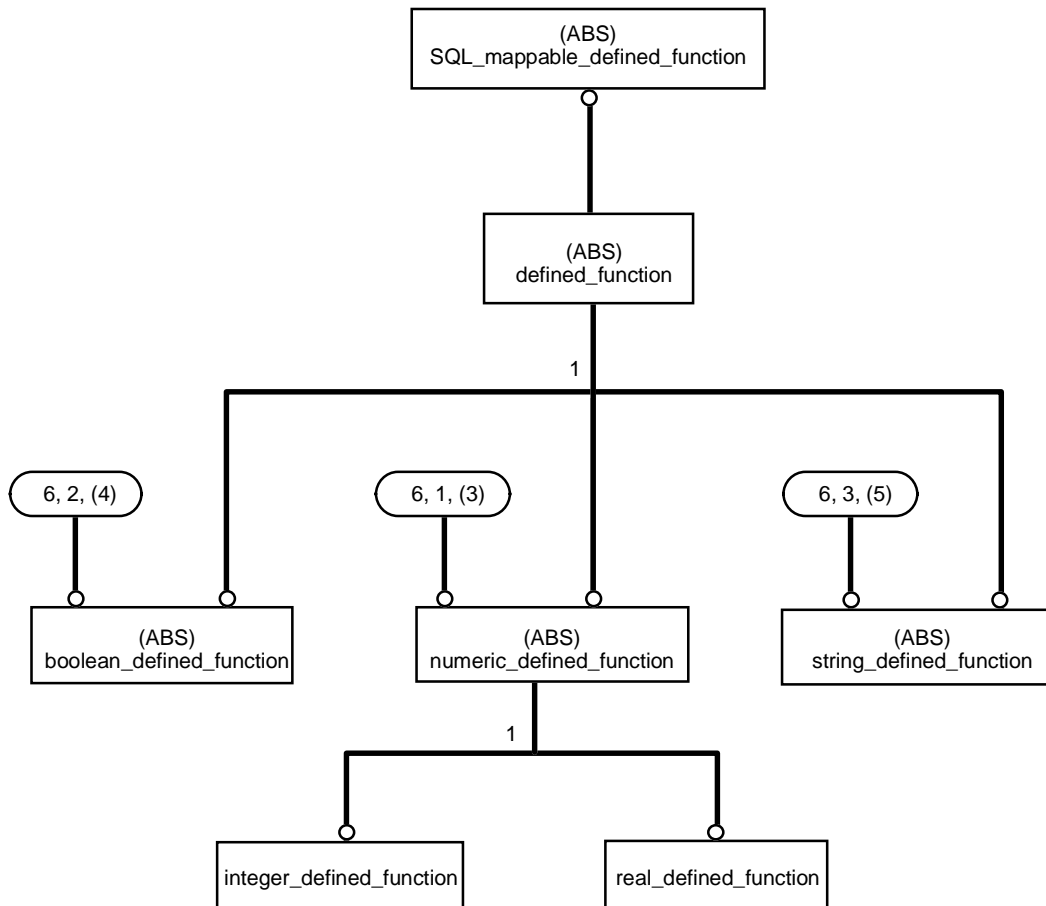 (ABS)
SQL_mappable_defined_function
(ABS)
defined_function
1
6, 2, (4)
6, 1, (3)
6, 3, (5)
(ABS)
boolean_defined_function
(ABS)
numeric_defined_function
(ABS)
string_defined_function
1
integer_defined_function
real_defined_function